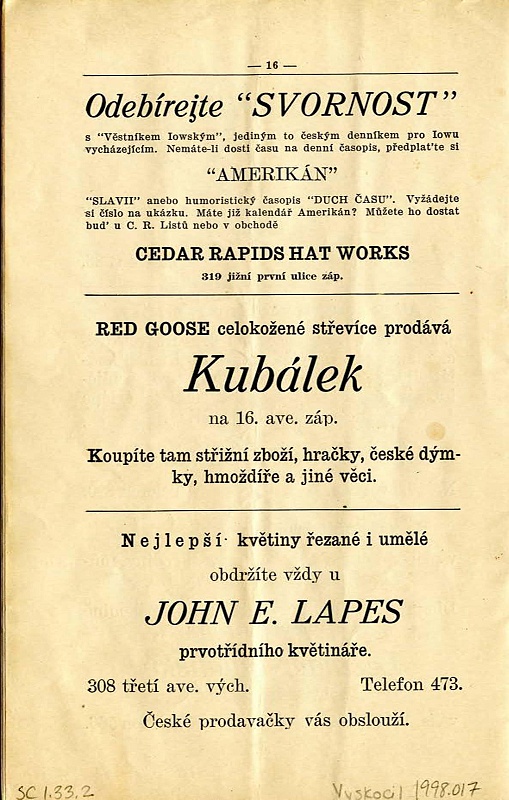 — 16 —
Odebírejte “SVORNOST”
s “Věstníkem Iowským”, jediným to českým denníkem pro Iowu
vycházejícím. Nemáte-li dosti času na denní časopis, předplaťte si
“AMERIKÁN”
“SLAVII” anebo humoristický časopis “DUCH ČASU”. Vyžádejte
si číslo na ukázku. Máte již kalendář Amerikán? Můžete ho dostat
buď u C. R. Listů nebo v obchodě
CEDAR RAPIDS HAT WORKS
319 jižní první ulice záp.
RED GOOSE celokožené střevíce prodává
Kubálek
na 16. ave. záp.
Koupíte tam střižní zboží, hračky, české dým-
ky, hmoždíře a jiné věci.
Nejlepší květiny řezané i umělé
obdržíte vždy u
JOHN E. LAPES
prvotřídního květináře.
308 třetí ave. vých. Telefon 473.
České prodavačky vás obslouží.
SC 1.33.2 Vyskocil 1998.017